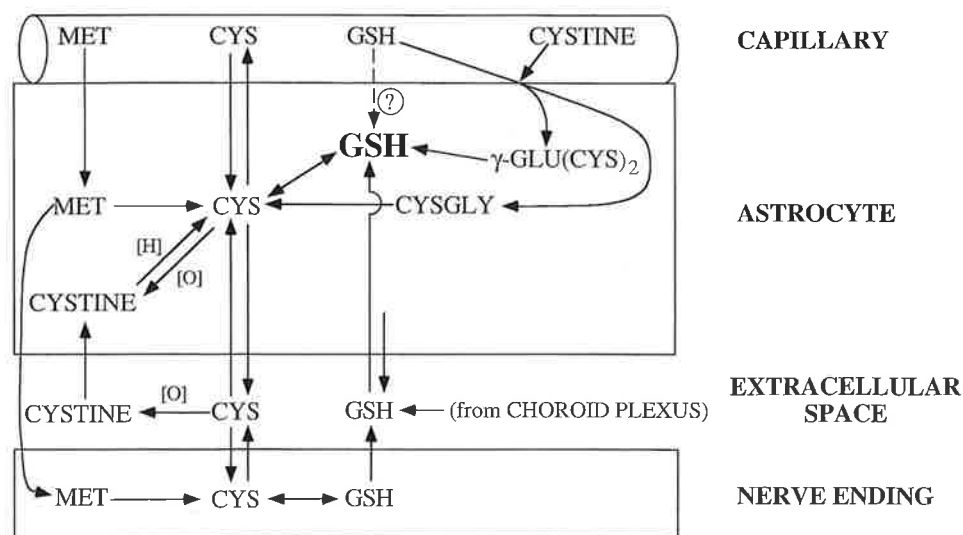 MET CYS GSH CYSTINE CAPILLARY
?
GSH
γ-GLU(CYS)2
MET CYS CYSGLY ASTROCYTE
[H]
[O]
CYSTINE
EXTRACELLULAR
SPACE
[O]
CYSTINE CYS GSH (from CHOROID PLEXUS)
MET CYS GSH NERVE ENDING